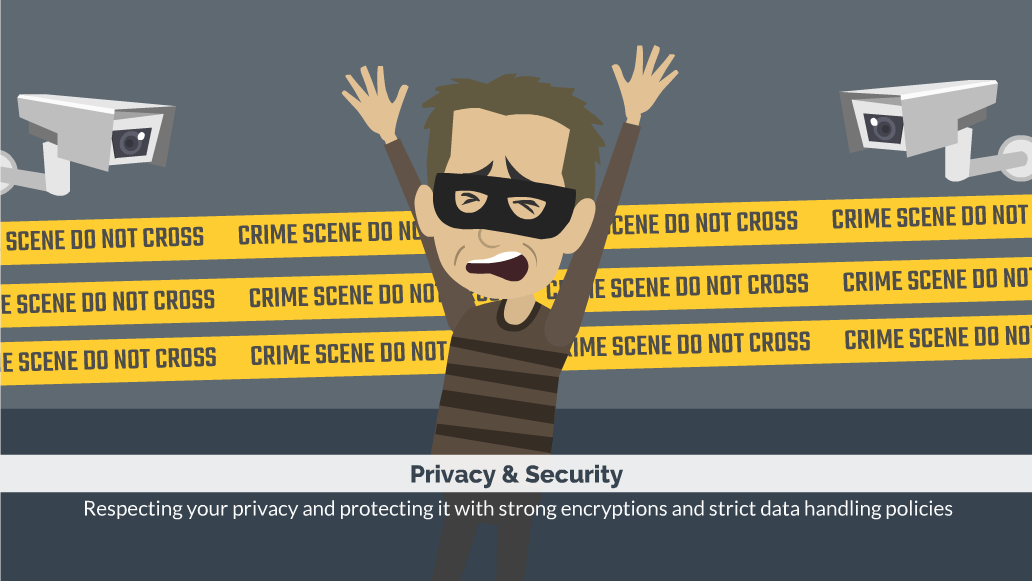 SCENE DO NOT CROSS CRIME SCENE DO NO CENE DO NOT CROSS CRIME SCENE DO NOT
E SCENE DO NOT CROSS CRIME SCENE DO NOT SCENE DO NOT CROSS CRIME SCENE DO NO
E SCENE DO NOT CROSS CRIME SCENE DO NOT IME SCENE DO NOT CROSS CRIME SCENE DO NO
Privacy & Security
Respecting your privacy and protecting it with strong encryptions and strict data handling policies